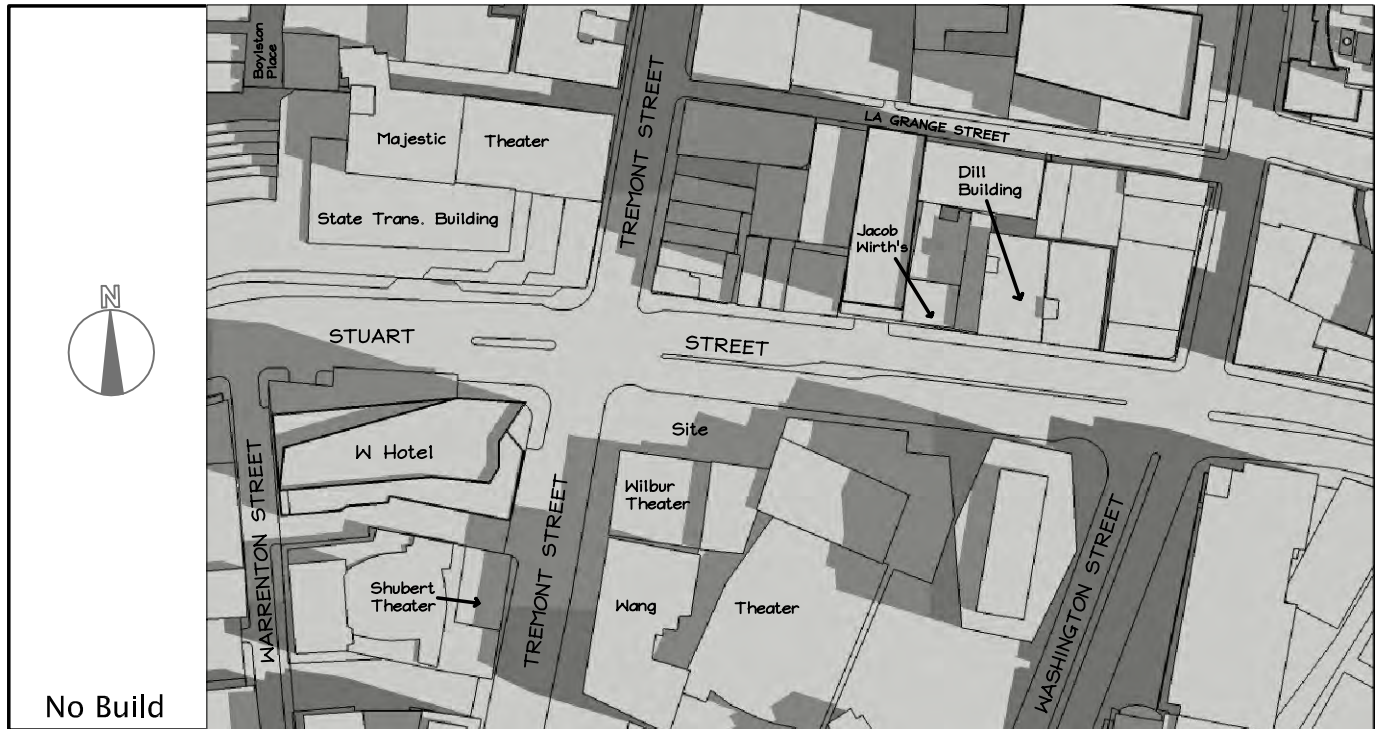 Boylston
Place
TREMONT STREET
LA GRANGE STREET
Majestic Theater
Dill
Building
State Trans. Building
Jacob
Wirth's
N
STUART STREET
Site
W Hotel
WARRENTON STREET
Wilbur
Theater
TREMONT STREET
WASHINGTON STREET
Shubert
Theater
Wang Theater
No Build